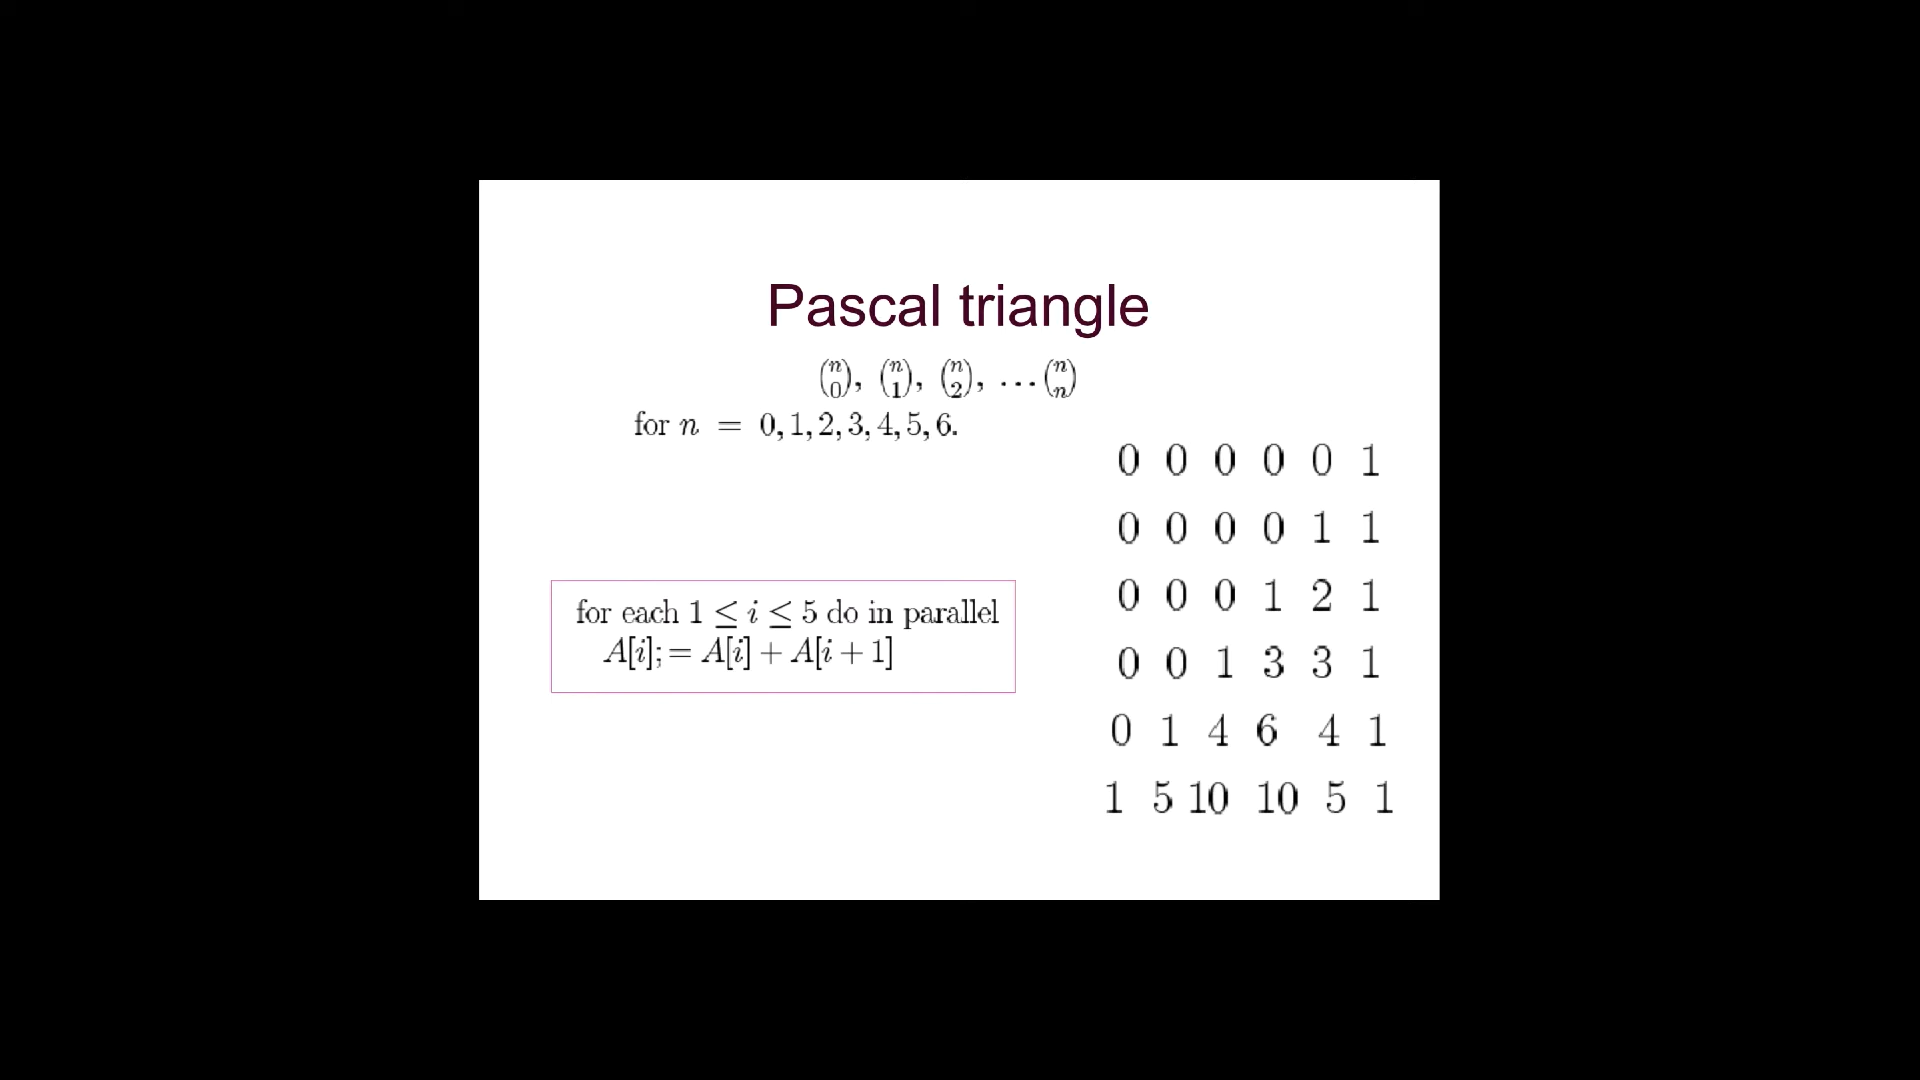 Pascal triangle
(n 0), (n 1), (n 2), … (n n)
for n = 0, 1, 2, 3, 4, 5, 6.
0 0 0 0 0 1
0 0 0 0 1 1
0 0 0 1 2 1
for each 1 ≤ i ≤ 5 do in parallel
A[i]; = A[i] + A[i + 1]
0 0 1 3 3 1
0 1 4 6 4 1
1 5 10 10 5 1